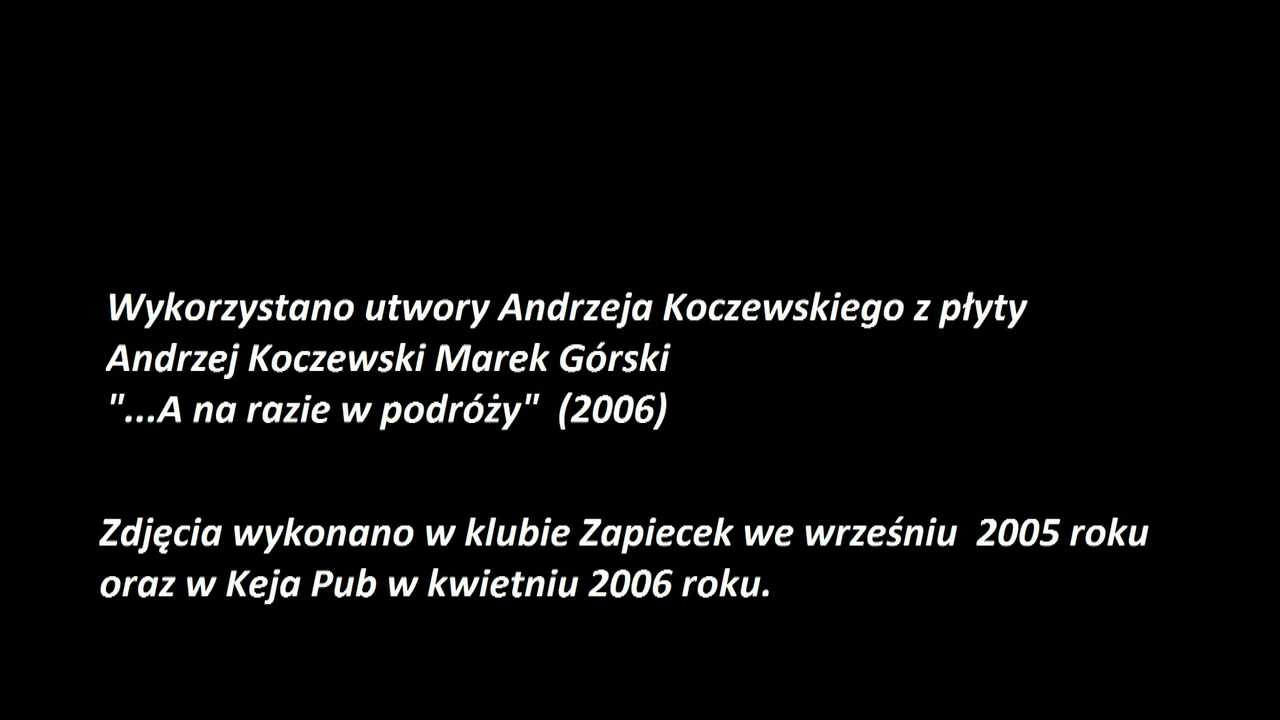 Wykorzystano utwory Andrzeja Koczewskiego z płyty
Andrzej Koczewski Marek Górski
"...A na razie w podróży"  (2006)
Zdjęcia wykonano w klubie Zapiecek we wrześniu  2005 roku
oraz w Keja Pub w kwietniu 2006 roku.